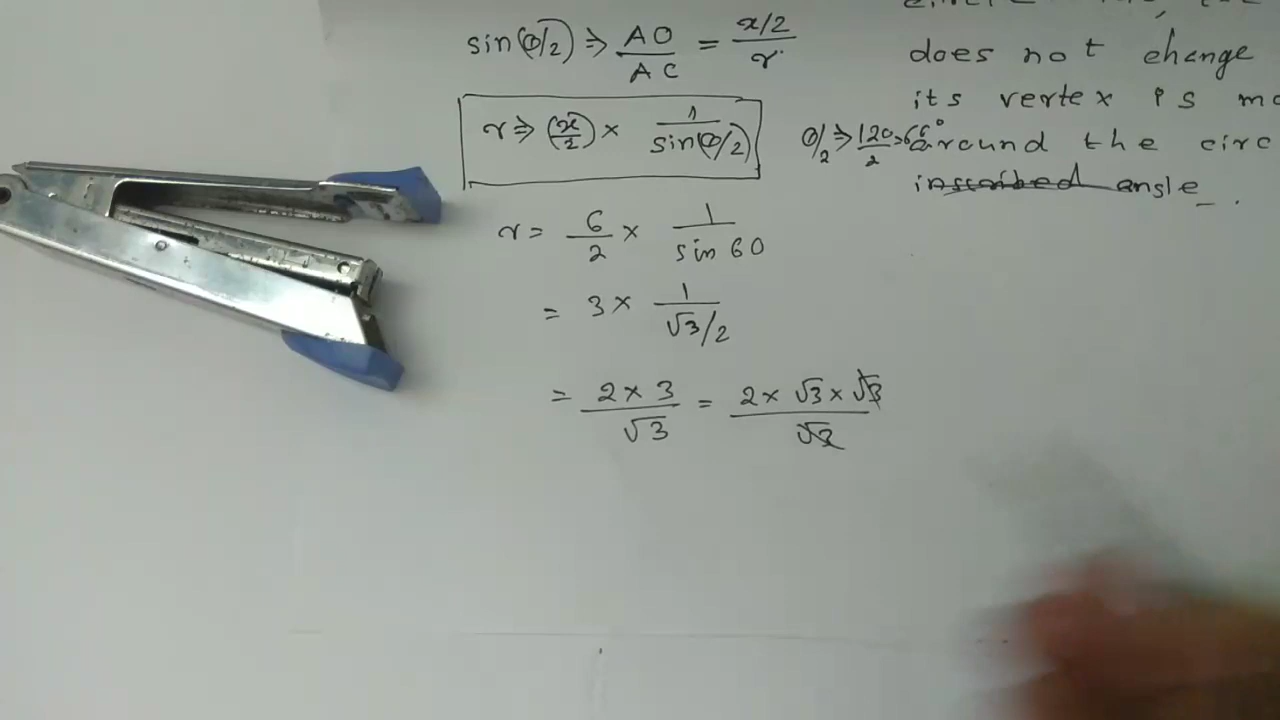 sin(θ/2) ⇒ AO/AC = (x/2)/r
r ⇒ (x/2) × 1/sin(θ/2)
θ/2 ⇒ 120/2 = 60°
r = 6/2 × 1/sin 60
= 3 × 1/(√3/2)
= (2 × 3)/√3 = (2 × √3 × √3)/√3
does not change
its vertex is mo
around the circ
inscribed angle.